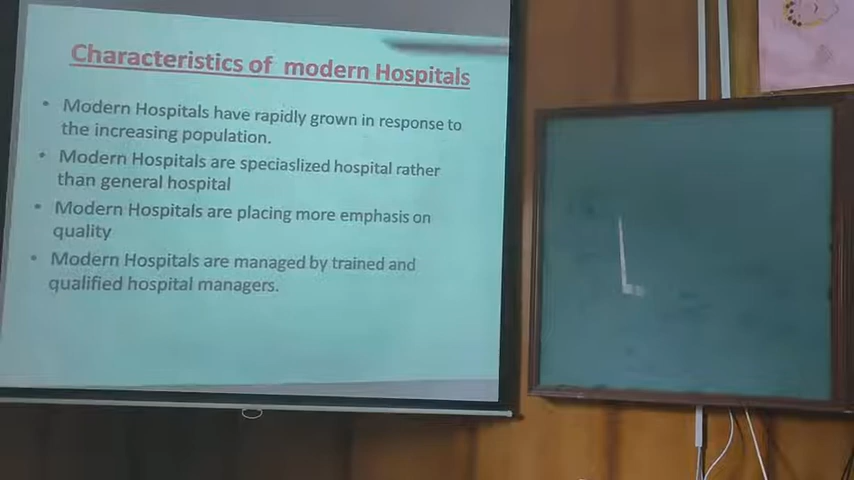 Characteristics of modern Hospitals
• Modern Hospitals have rapidly grown in response to
the increasing population.
• Modern Hospitals are speciaslized hospital rather
than general hospital
• Modern Hospitals are placing more emphasis on
quality
• Modern Hospitals are managed by trained and
qualified hospital managers.